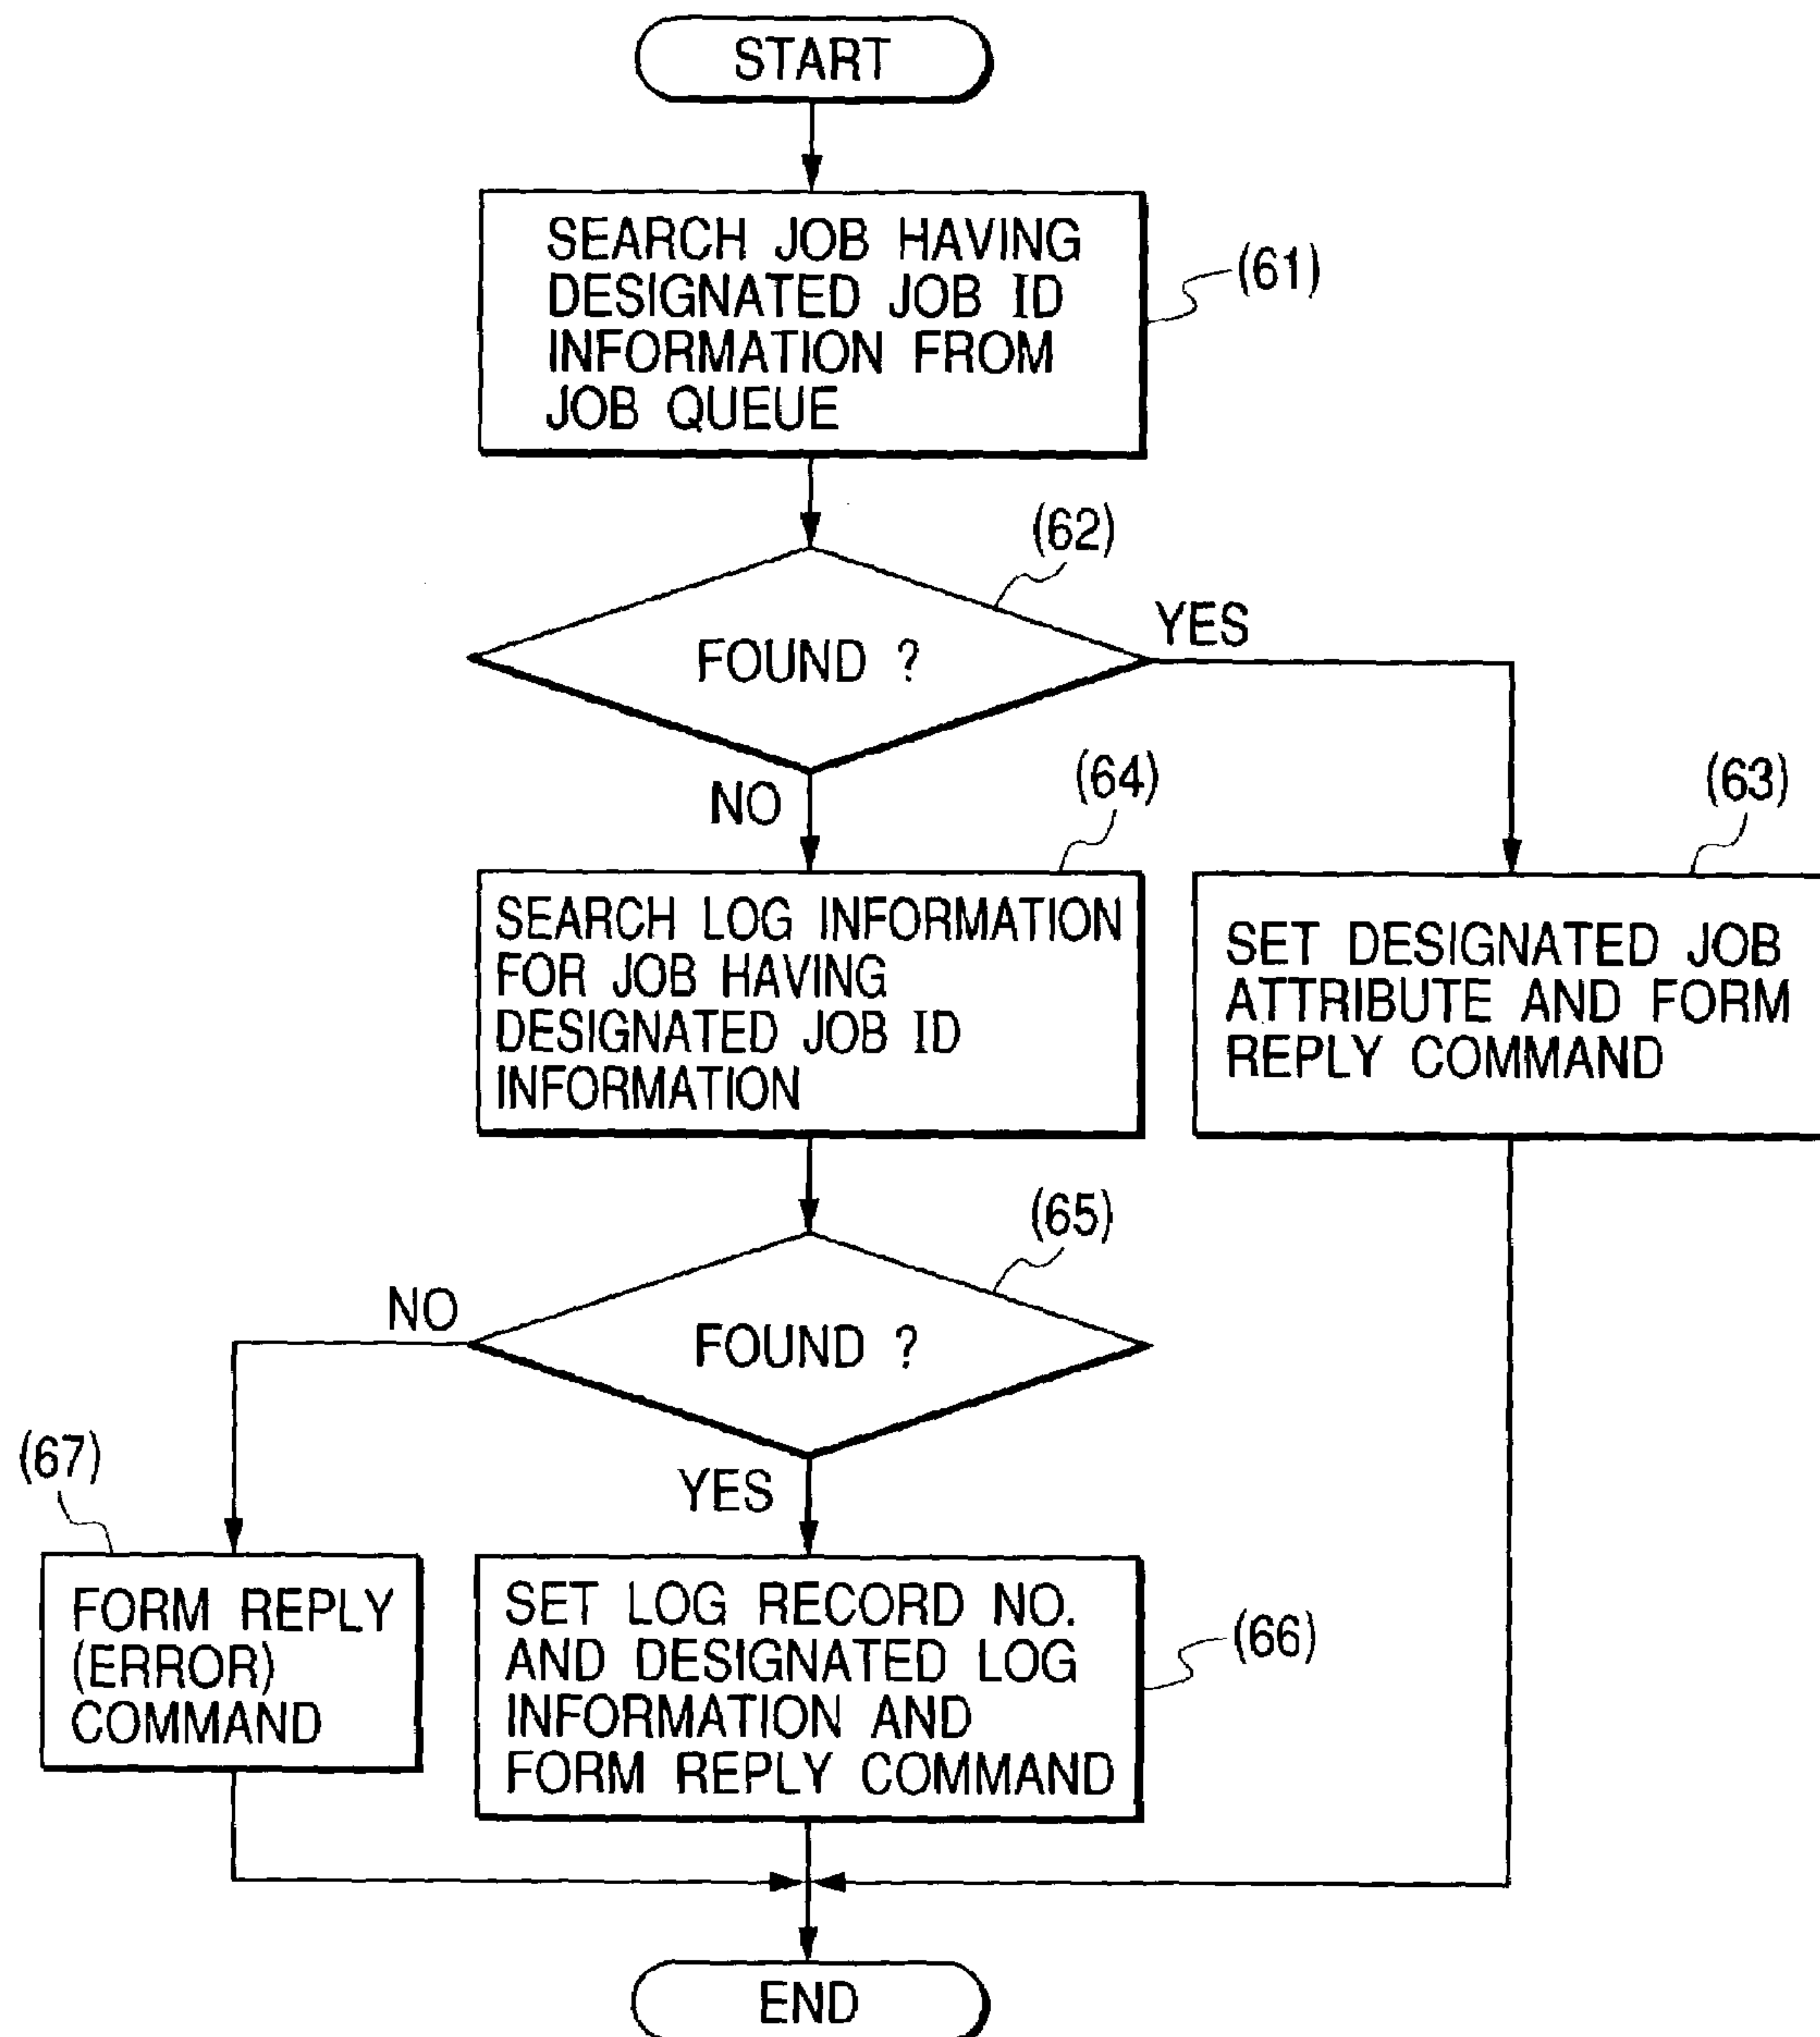 START
SEARCH JOB HAVING
DESIGNATED JOB ID
INFORMATION FROM
JOB QUEUE
(61)
(62)
FOUND ?
YES
NO
(64)
(63)
SEARCH LOG INFORMATION
FOR JOB HAVING
DESIGNATED JOB ID
INFORMATION
SET DESIGNATED JOB
ATTRIBUTE AND FORM
REPLY COMMAND
(65)
NO
FOUND ?
YES
(67)
FORM REPLY
(ERROR)
COMMAND
SET LOG RECORD NO.
AND DESIGNATED LOG
INFORMATION AND
FORM REPLY COMMAND
(66)
END